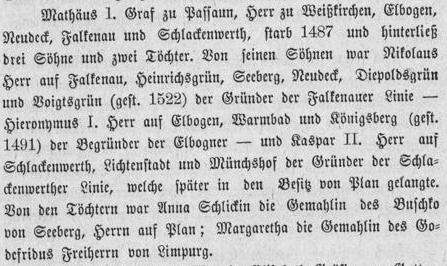 Mathäus I. Graf zu Passaun, Herr zu Weißkirchen, Elbogen,
Neudeck, Falkenau und Schlackenwerth, starb 1487 und hinterließ
drei Söhne und zwei Töchter. Von seinen Söhnen war Nikolaus
Herr auf Falkenau, Heinrichsgrün, Seeberg, Neudeck, Diepoldsgrün
und Voigtsgrün (gest. 1522) der Gründer der Falkenauer Linie —
Hieronymus I. Herr auf Elbogen, Warmbad und Königsberg (gest.
1491) der Begründer der Elbogner — und Kaspar II. Herr auf
Schlackenwerth, Lichtenstadt und Münchshof der Gründer der Schla-
ckenwerther Linie, welche später in den Besitz von Plan gelangte.
Von den Töchtern war Anna Schlickin die Gemahlin des Buschko
von Seeberg, Herrn auf Plan; Margaretha die Gemahlin des Go-
defridus Freiherrn von Limpurg.